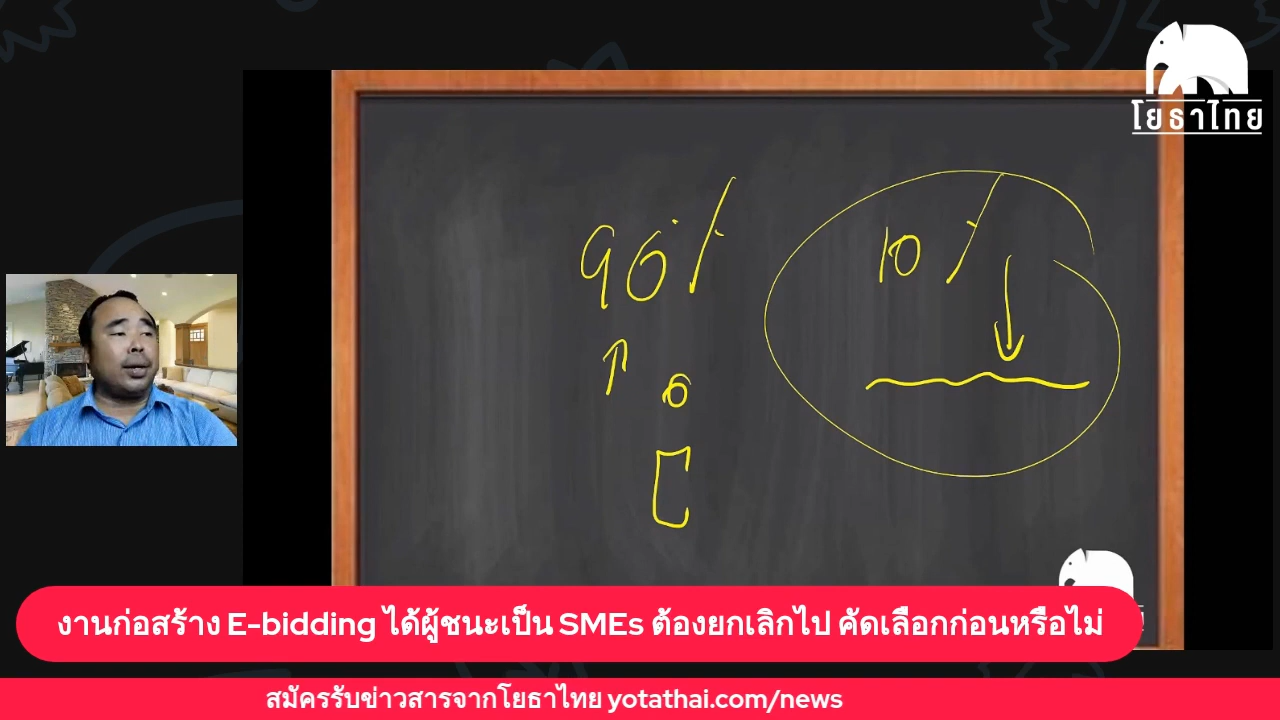 โยธาไทย
90%
10%
งานก่อสร้าง E-bidding ได้ผู้ชนะเป็น SMEs ต้องยกเลิกไป คัดเลือกก่อนหรือไม่
สมัครรับข่าวสารจากโยธาไทย yotathai.com/news